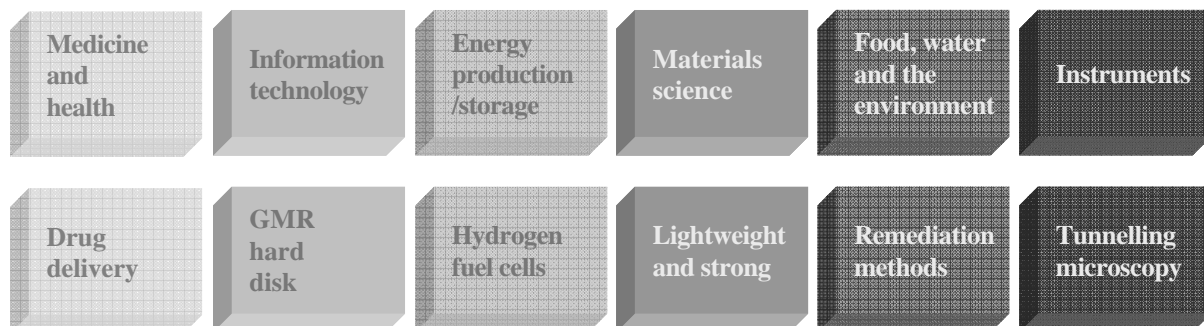 Medicine
and
health
Information
technology
Energy
production
/storage
Materials
science
Food, water
and the
environment
Instruments
Drug
delivery
GMR
hard
disk
Hydrogen
fuel cells
Lightweight
and strong
Remediation
methods
Tunnelling
microscopy